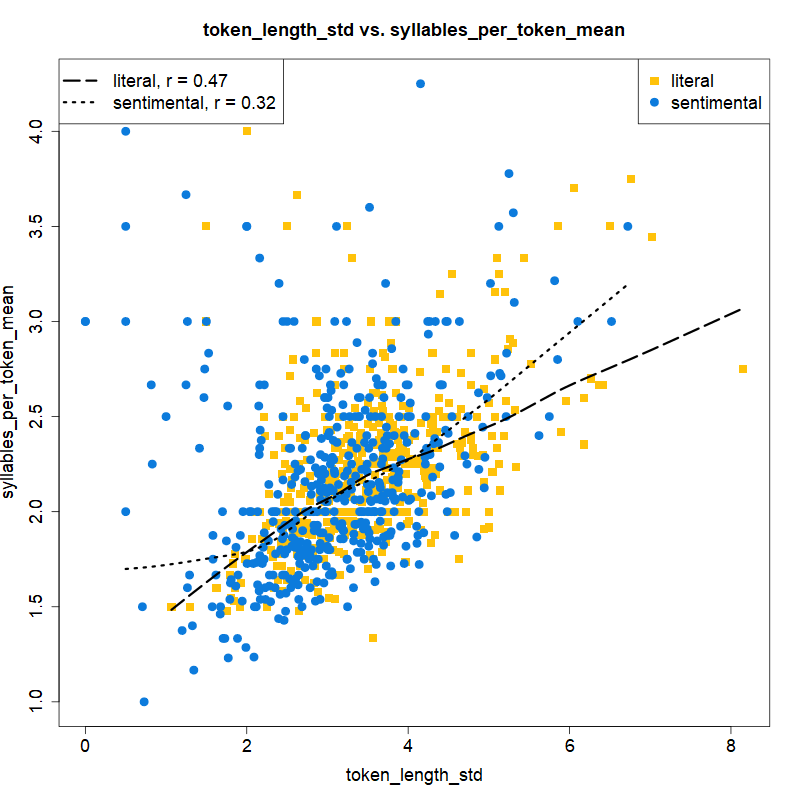 token_length_std vs. syllables_per_token_mean
literal, r = 0.47
sentimental, r = 0.32
literal
sentimental
syllables_per_token_mean
4.0
3.5
3.0
2.5
2.0
1.5
1.0
0 2 4 6 8
token_length_std